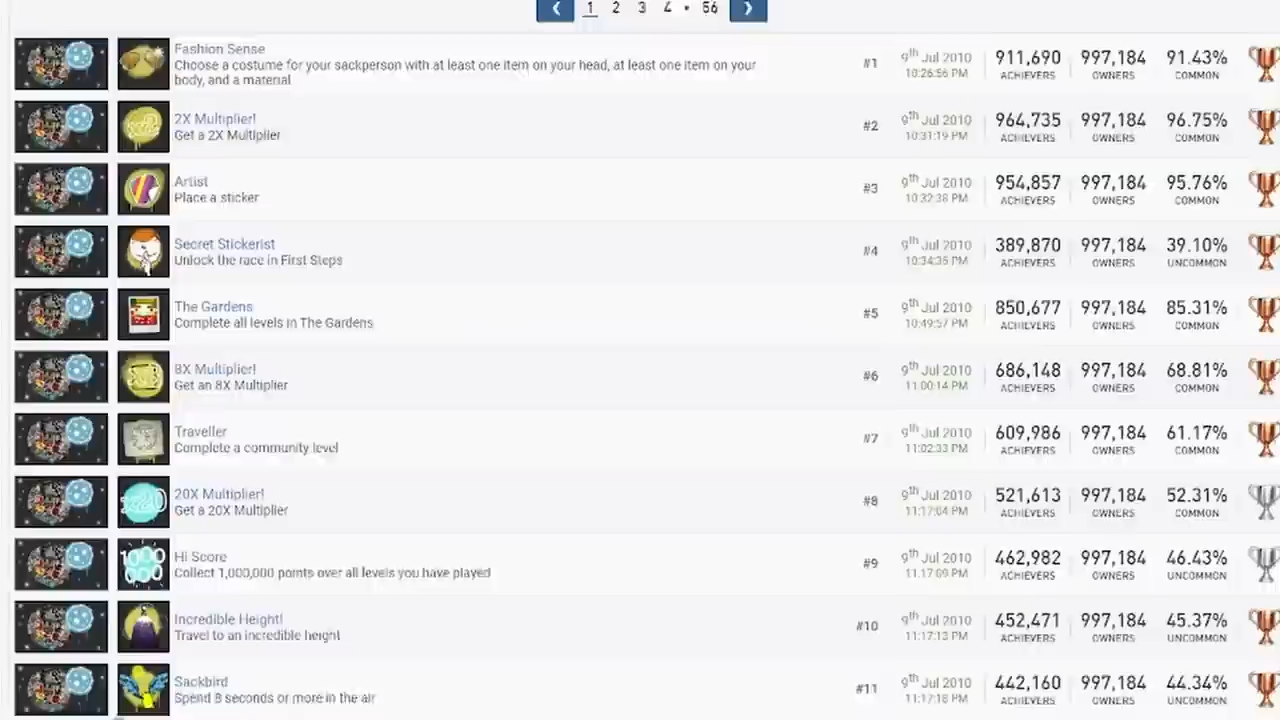 1 2 3 4 • 56
Fashion Sense
Choose a costume for your sackperson with at least one item on your head, at least one item on your
body, and a material
#1
9th Jul 2010
10:26:56 PM
911,690
ACHIEVERS
997,184
OWNERS
91.43%
COMMON
2X Multiplier!
Get a 2X Multiplier
#2
9th Jul 2010
10:31:19 PM
964,735
ACHIEVERS
997,184
OWNERS
96.75%
COMMON
Artist
Place a sticker
#3
9th Jul 2010
10:32:38 PM
954,857
ACHIEVERS
997,184
OWNERS
95.76%
COMMON
Secret Stickerist
Unlock the race in First Steps
#4
9th Jul 2010
10:34:35 PM
389,870
ACHIEVERS
997,184
OWNERS
39.10%
UNCOMMON
The Gardens
Complete all levels in The Gardens
#5
9th Jul 2010
10:49:57 PM
850,677
ACHIEVERS
997,184
OWNERS
85.31%
COMMON
8X Multiplier!
Get an 8X Multiplier
#6
9th Jul 2010
11:00:14 PM
686,148
ACHIEVERS
997,184
OWNERS
68.81%
COMMON
Traveller
Complete a community level
#7
9th Jul 2010
11:02:33 PM
609,986
ACHIEVERS
997,184
OWNERS
61.17%
COMMON
20X Multiplier!
Get a 20X Multiplier
#8
9th Jul 2010
11:17:04 PM
521,613
ACHIEVERS
997,184
OWNERS
52.31%
COMMON
Hi Score
Collect 1,000,000 points over all levels you have played
#9
9th Jul 2010
11:17:09 PM
462,982
ACHIEVERS
997,184
OWNERS
46.43%
UNCOMMON
Incredible Height!
Travel to an incredible height
#10
9th Jul 2010
11:17:13 PM
452,471
ACHIEVERS
997,184
OWNERS
45.37%
UNCOMMON
Sackbird
Spend 8 seconds or more in the air
#11
9th Jul 2010
11:17:18 PM
442,160
ACHIEVERS
997,184
OWNERS
44.34%
UNCOMMON